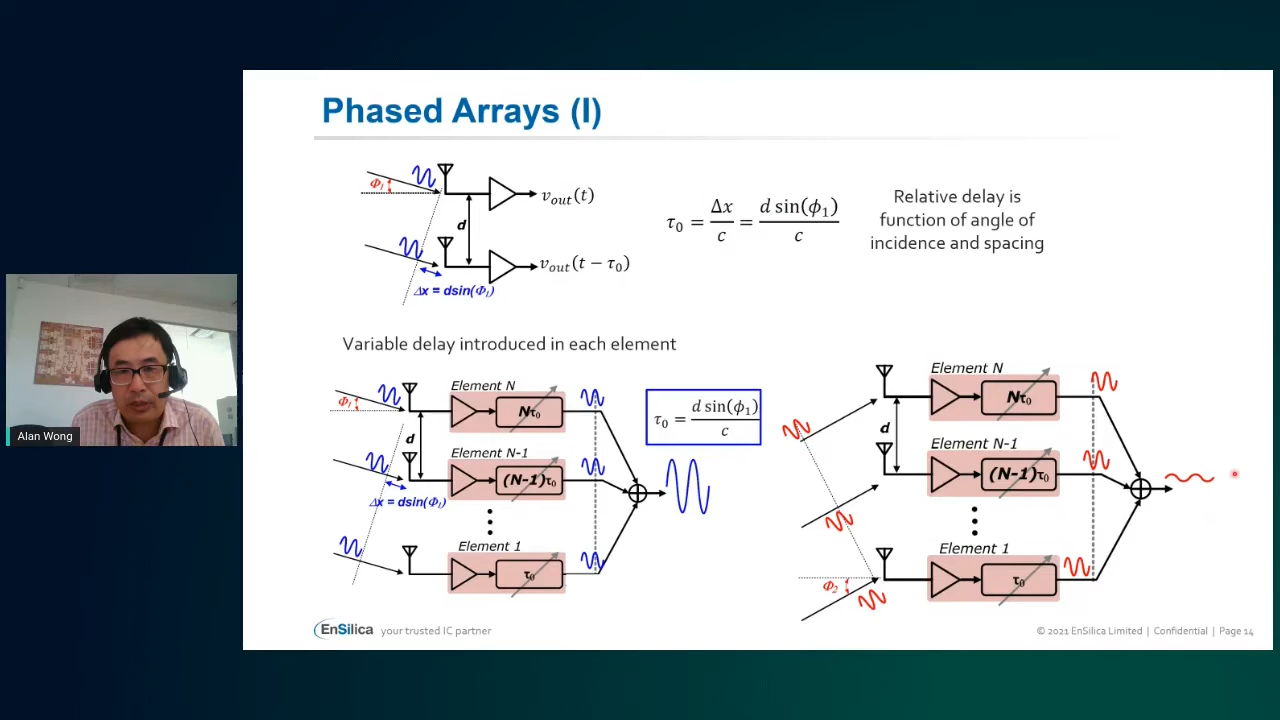 Phased Arrays (I)
Φ₁
d
Δx = dsin(Φ₁)
v_out(t)
v_out(t − τ₀)
τ₀ = Δx/c = d sin(ϕ₁)/c
Relative delay is
function of angle of
incidence and spacing
Variable delay introduced in each element
Φ₁
d
Δx = dsin(Φ₁)
Element N
Nτ₀
Element N-1
(N-1)τ₀
Element 1
τ₀
τ₀ = d sin(ϕ₁)/c
Element N
Nτ₀
d
Element N-1
(N-1)τ₀
Element 1
τ₀
Φ₂
Alan Wong
EnSilica your trusted IC partner
© 2021 EnSilica Limited | Confidential | Page 14